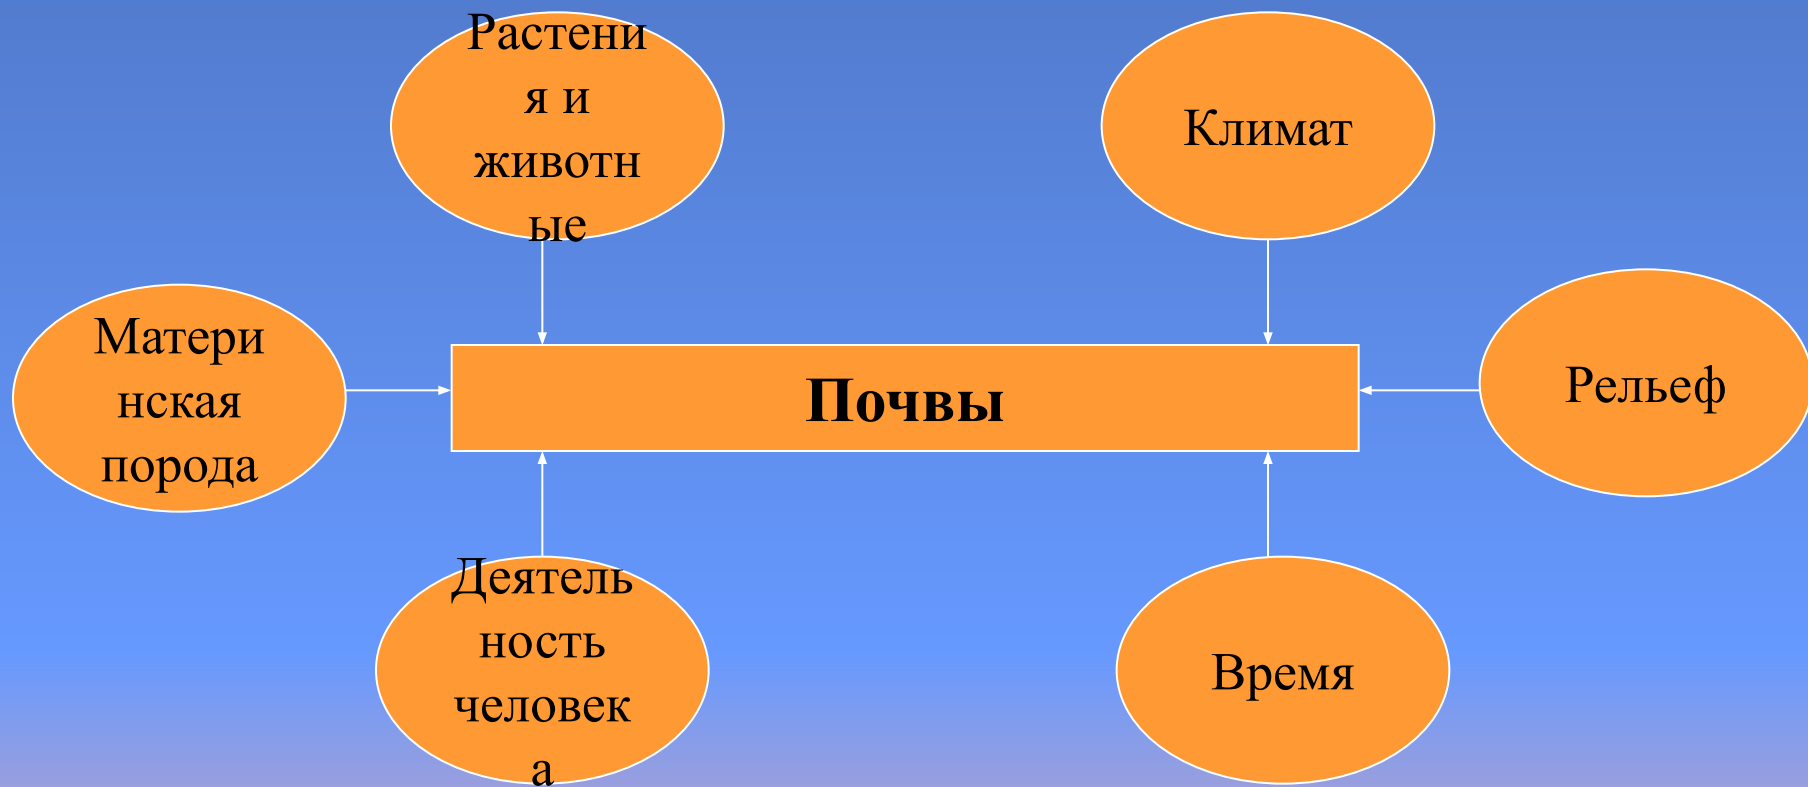 Растени
я и
животн
ые
Климат
Матери
нская
порода
Почвы
Рельеф
Деятель
ность
человек
а
Время